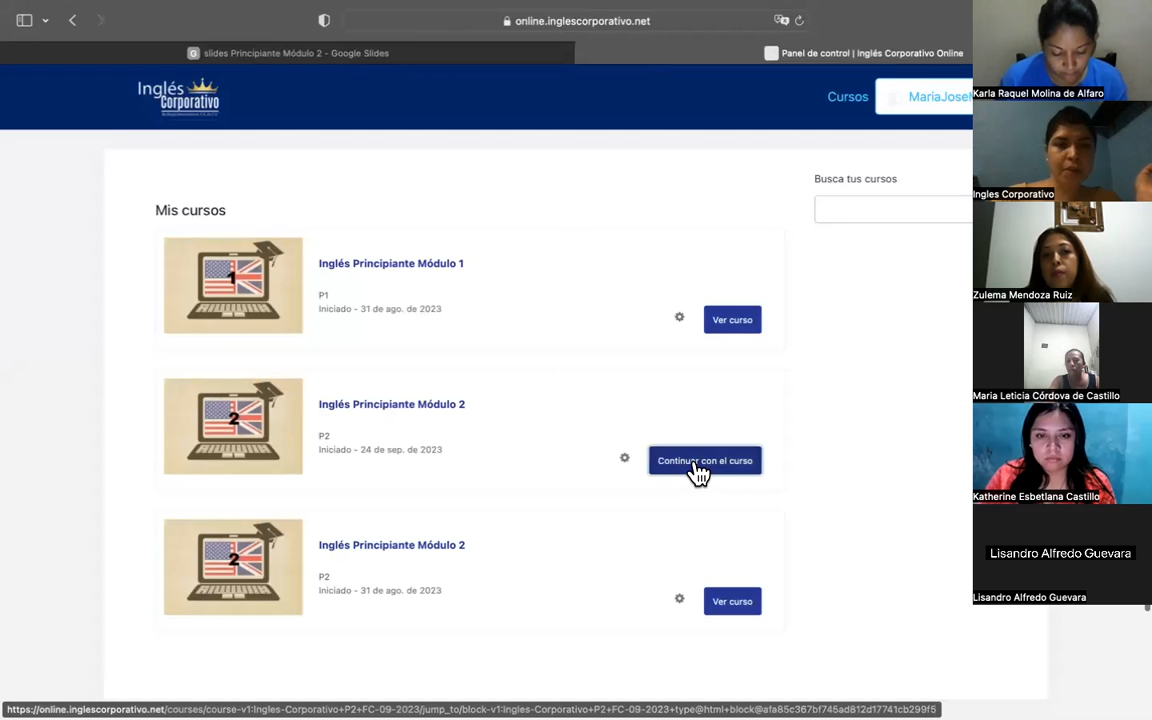 online.inglescorporativo.net
slides Principiante Módulo 2 - Google Slides
Panel de control | Inglés Corporativo Online
Inglés
Corporativo
Cursos
MariaJose
Busca tus cursos
Mis cursos
1
Inglés Principiante Módulo 1
P1
Iniciado - 31 de ago. de 2023
Ver curso
2
Inglés Principiante Módulo 2
P2
Iniciado - 24 de sep. de 2023
Continuar con el curso
2
Inglés Principiante Módulo 2
P2
Iniciado - 31 de ago. de 2023
Ver curso
https://online.inglescorporativo.net/courses/course-v1:Ingles-Corporativo+P2+FC-09-2023/jump_to/block-v1:Ingles-Corporativo+P2+FC-09-2023+type@html+block@afa85c367bf745ad812d17741cb299f5
Karla Raquel Molina de Alfaro
Ingles Corporativo
Zulema Mendoza Ruiz
Maria Leticia Córdova de Castillo
Katherine Esbetlana Castillo
Lisandro Alfredo Guevara
Lisandro Alfredo Guevara